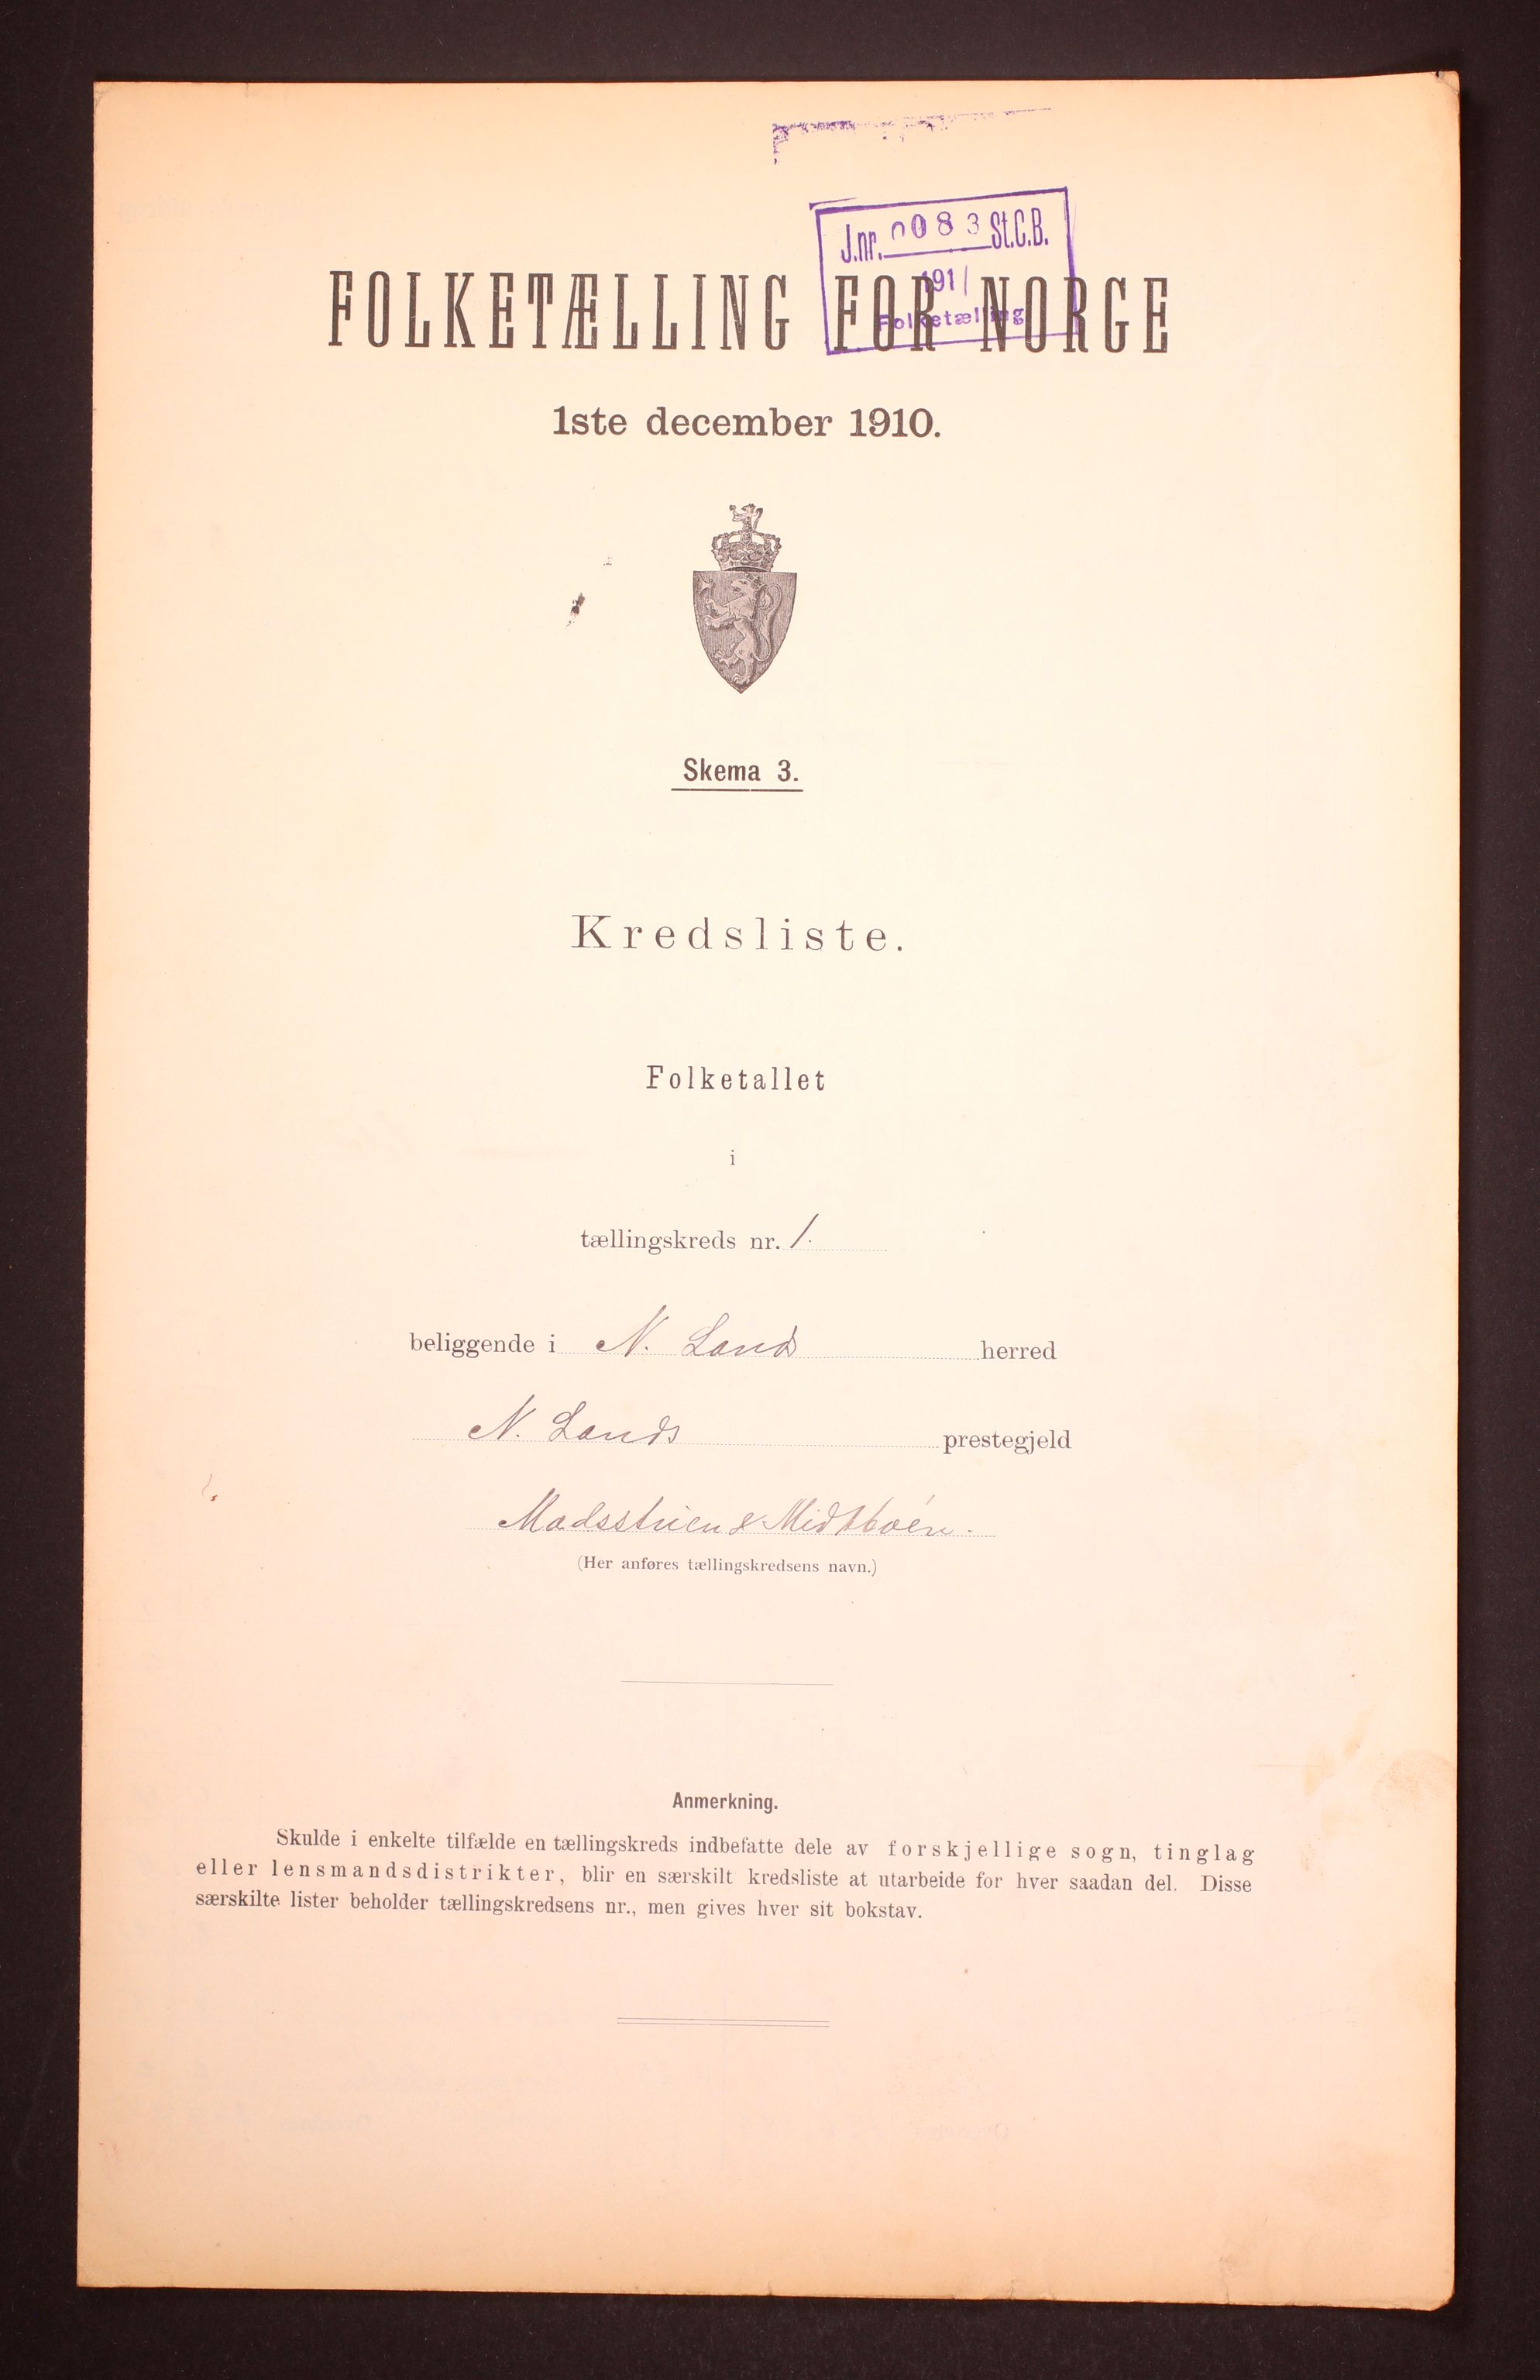 J.nr. 0083 St.C.B.
1911
Folketælling
FOLKETÆLLING FOR NORGE
1ste december 1910.
Skema 3.
Kredsliste.
Folketallet
i
tællingskreds nr. 1.
beliggende i N. Land herred
N. Lands prestegjeld
Madsstuen & Midtboen.
(Her anføres tællingskredsens navn.)
Anmerkning.
Skulde i enkelte tilfælde en tællingskreds indbefatte dele av forskjellige sogn, tinglag
eller lensmandsdistrikter, blir en særskilt kredsliste at utarbeide for hver saadan del. Disse
særskilte lister beholder tællingskredsens nr., men gives hver sit bokstav.